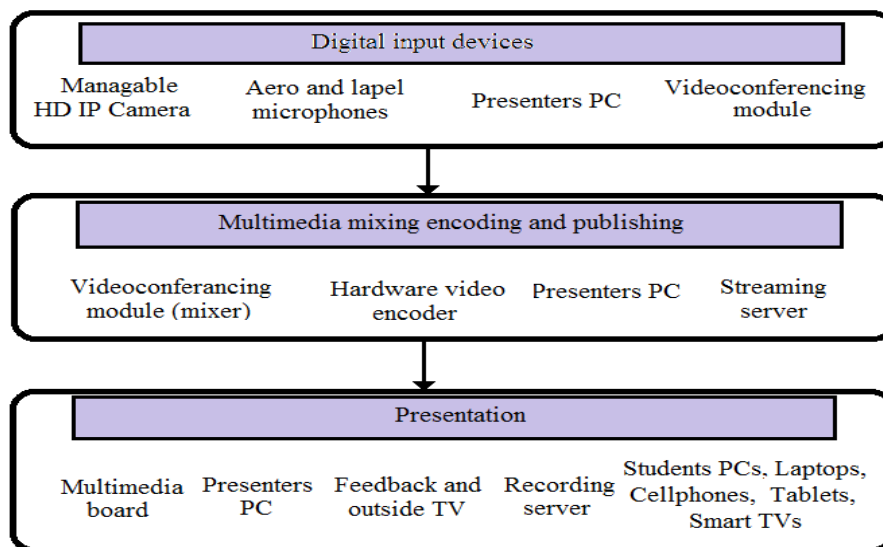 Digital input devices
Managable
HD IP Camera
Aero and lapel
microphones
Presenters PC
Videoconferencing
module
Multimedia mixing encoding and publishing
Videoconferancing
module (mixer)
Hardware video
encoder
Presenters PC
Streaming
server
Presentation
Multimedia
board
Presenters
PC
Feedback and
outside TV
Recording
server
Students PCs, Laptops,
Cellphones, Tablets,
Smart TVs